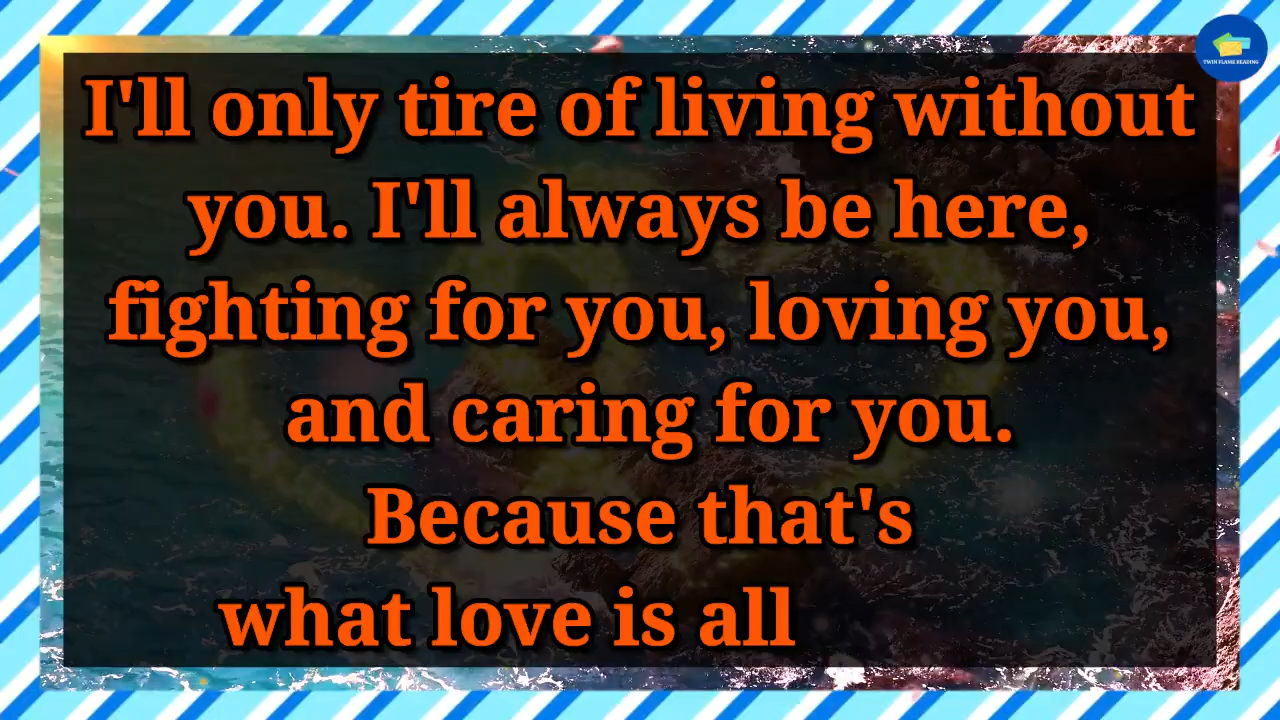 TWIN FLAME READING
I'll only tire of living without
you. I'll always be here,
fighting for you, loving you,
and caring for you.
Because that's
what love is all